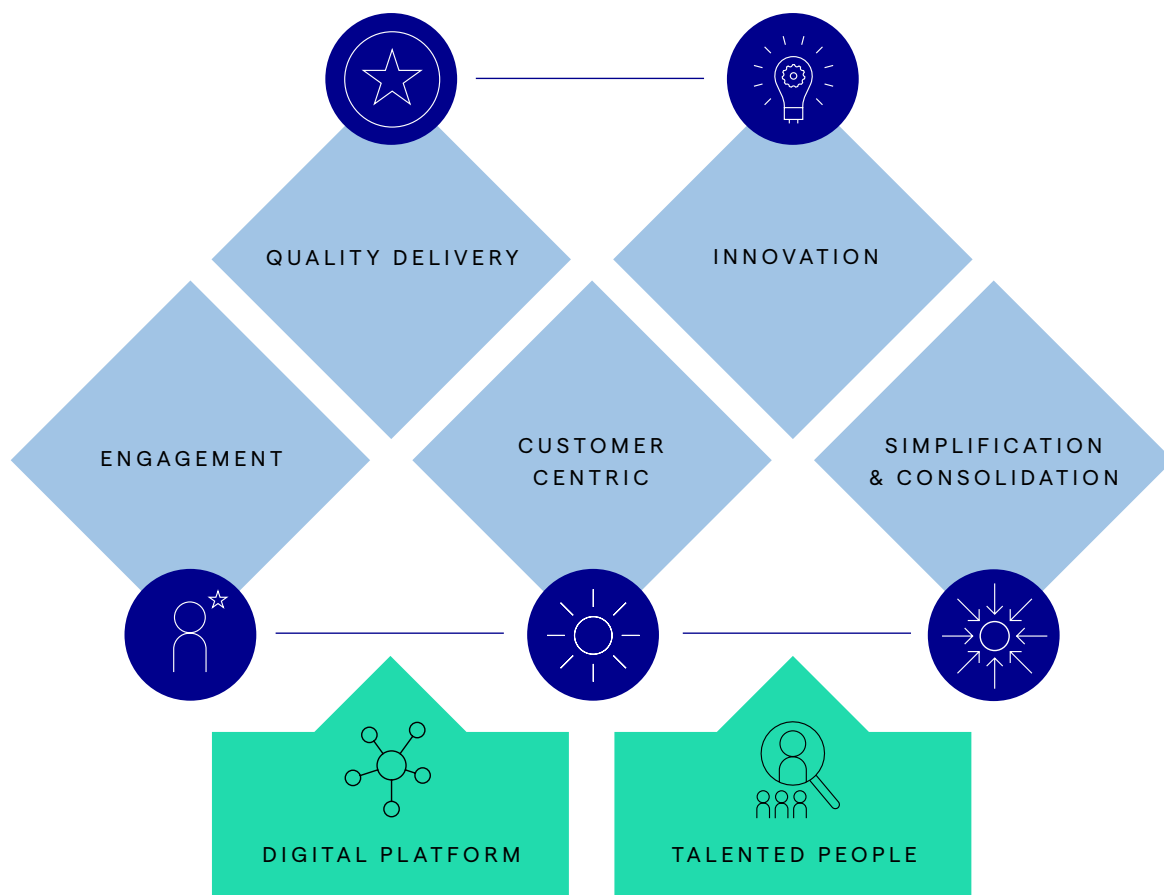 QUALITY DELIVERY
INNOVATION
ENGAGEMENT
CUSTOMER
CENTRIC
SIMPLIFICATION
& CONSOLIDATION
DIGITAL PLATFORM
TALENTED PEOPLE